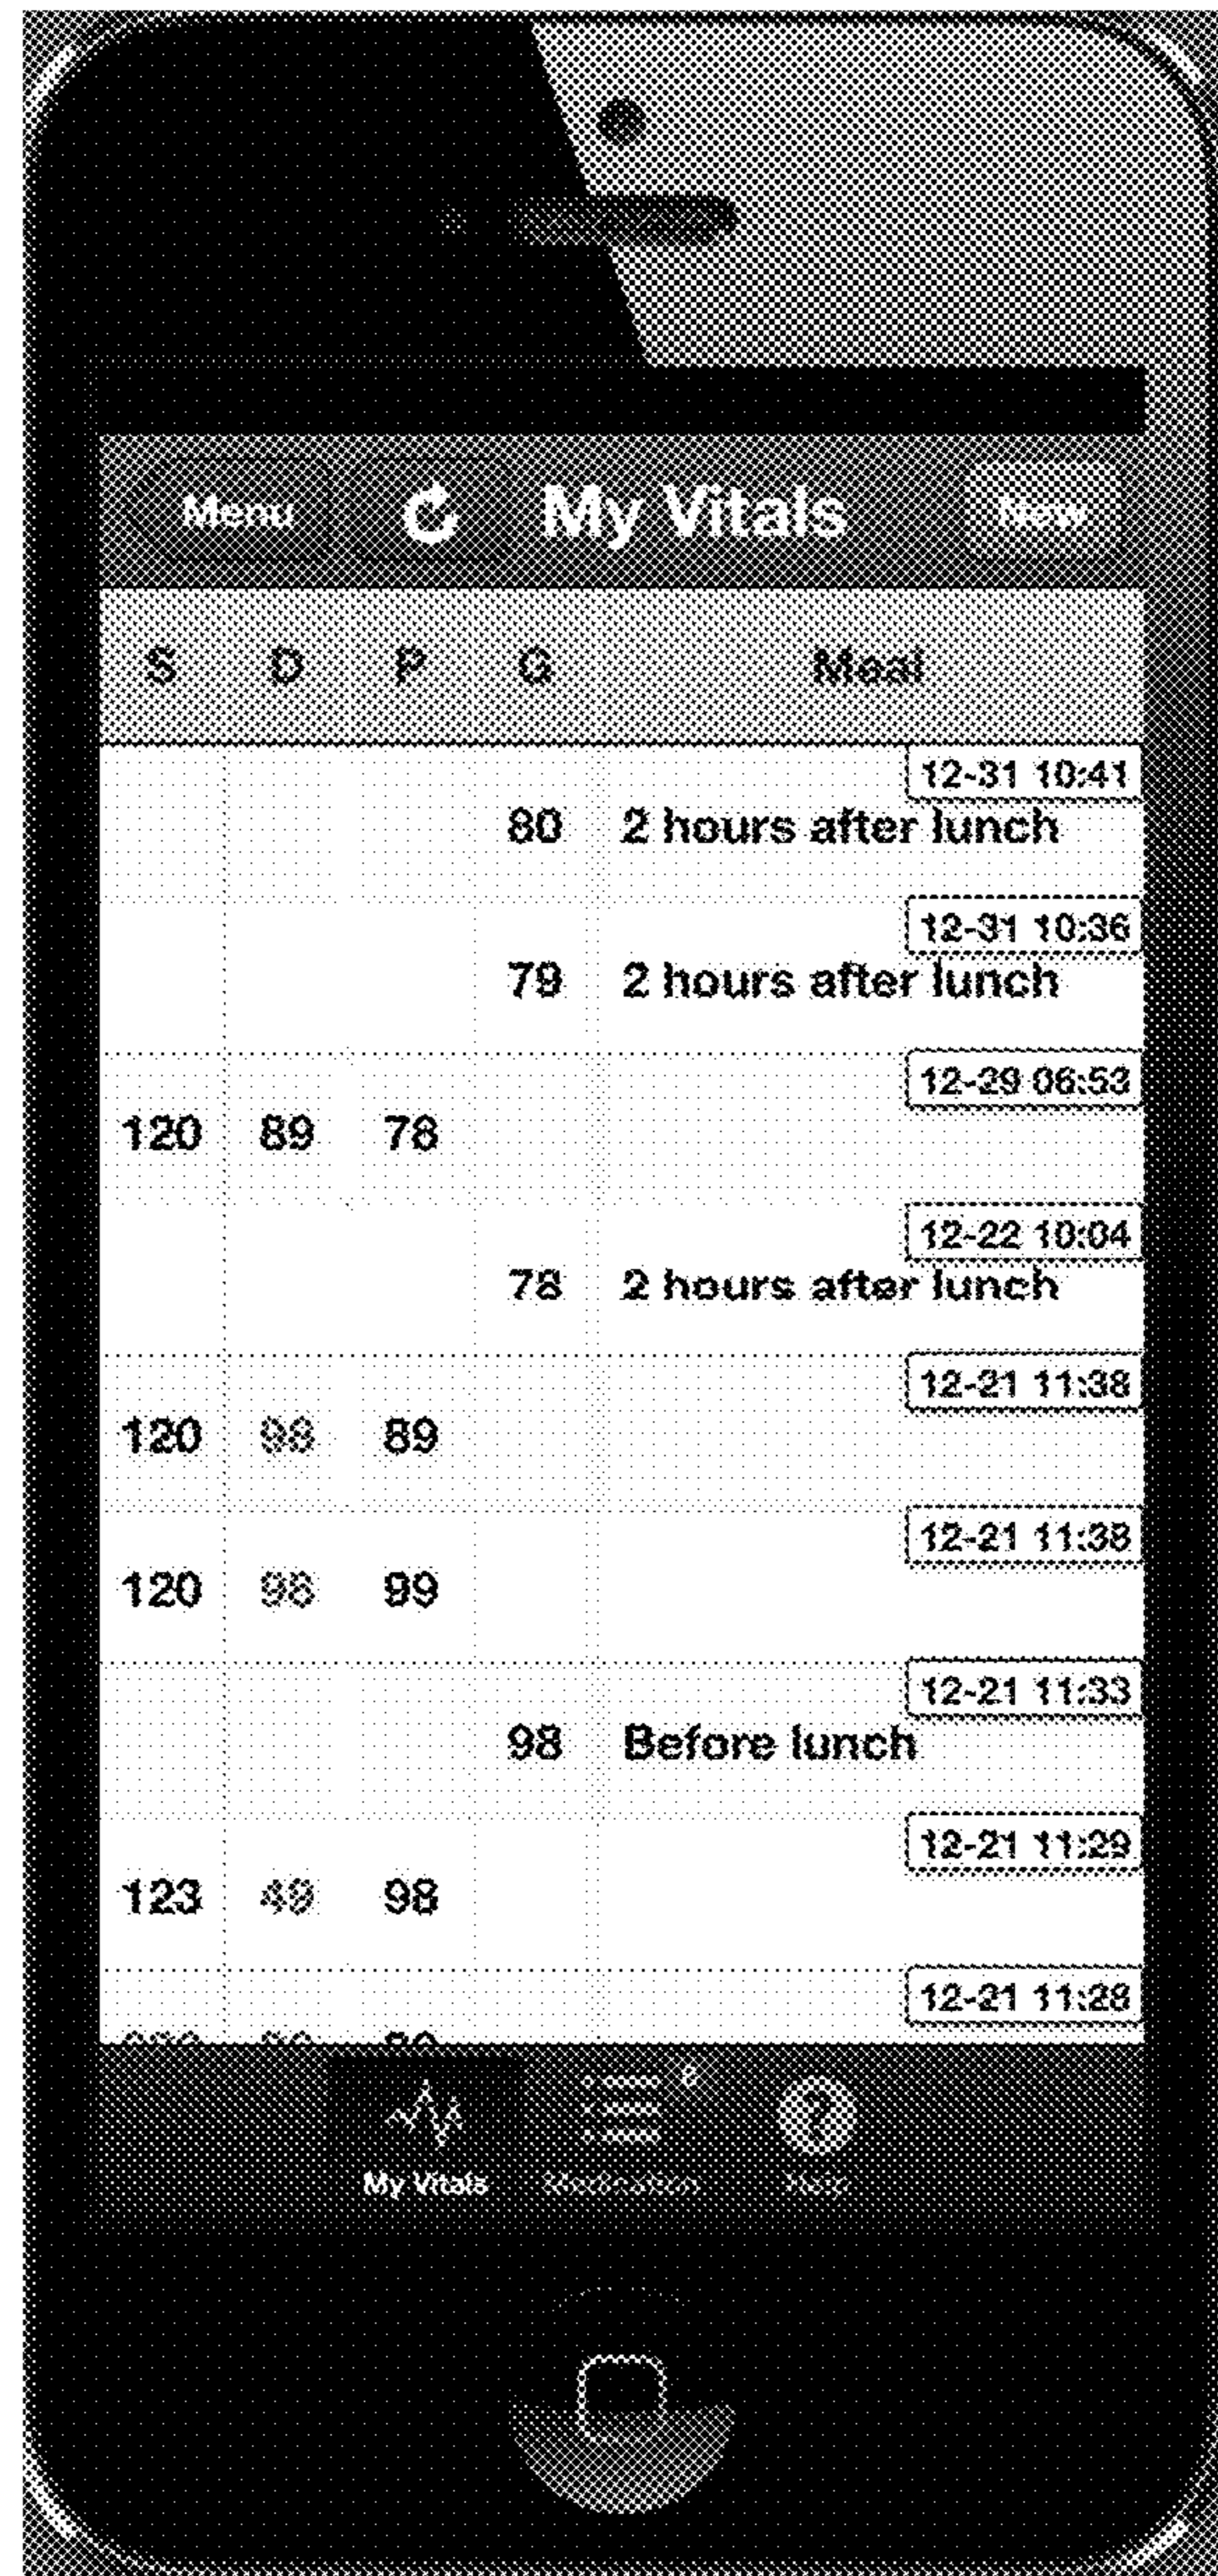 Menu My Vitals New
S D P G Meal
12-31 10:41
80 2 hours after lunch
12-31 10:36
79 2 hours after lunch
12-29 06:53
120 89 78
12-22 10:04
78 2 hours after lunch
12-21 11:38
120 98 89
12-21 11:38
120 98 99
12-21 11:33
98 Before lunch
12-21 11:29
123 49 98
12-21 11:28
My Vitals Medication Help